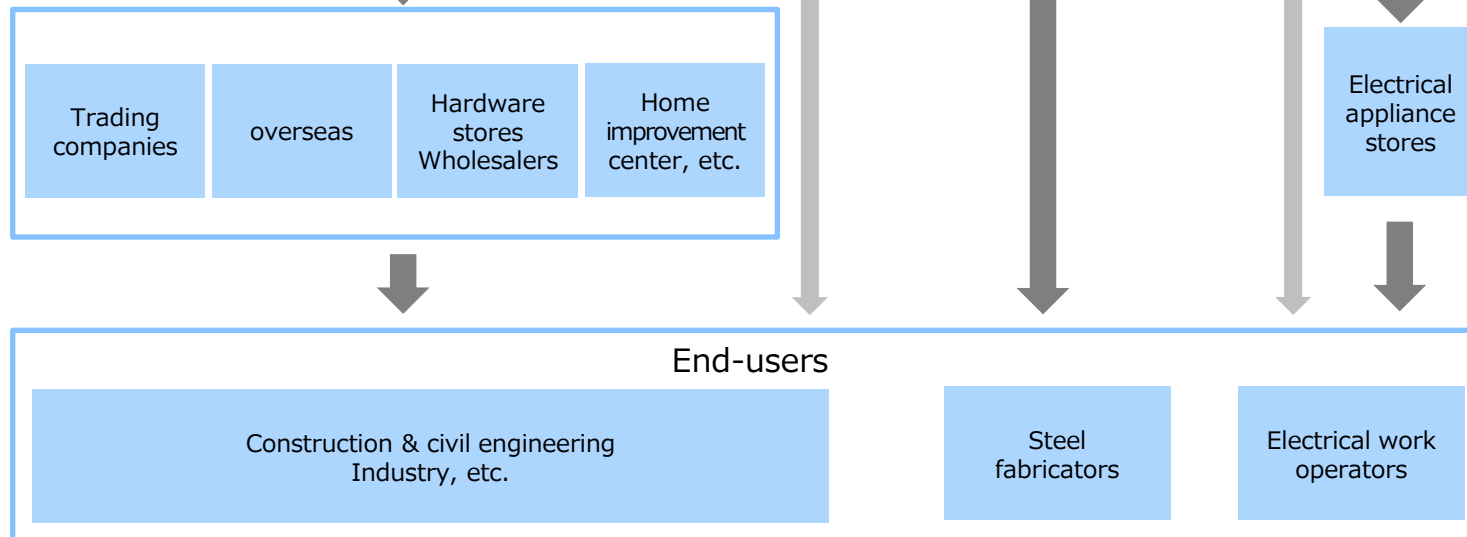 Trading
companies
overseas
Hardware
stores
Wholesalers
Home
improvement
center, etc.
Electrical
appliance
stores
End-users
Construction & civil engineering
Industry, etc.
Steel
fabricators
Electrical work
operators